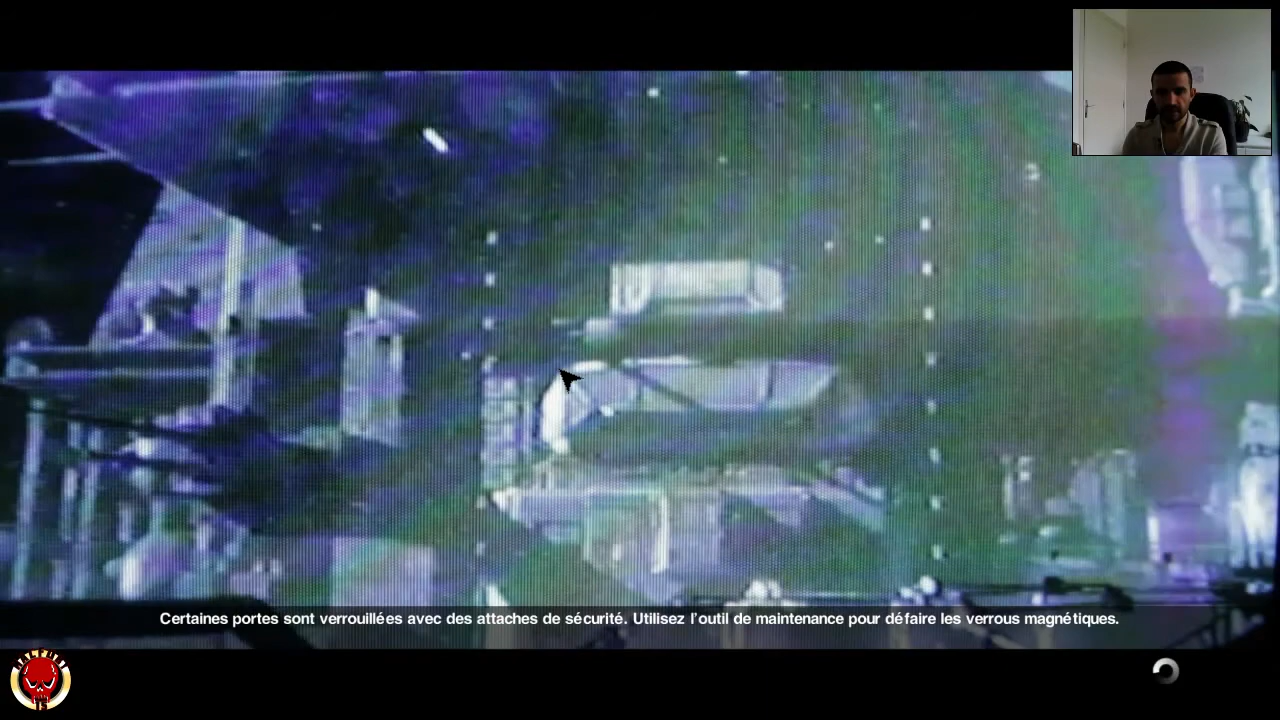 Certaines portes sont verrouillées avec des attaches de sécurité. Utilisez l'outil de maintenance pour défaire les verrous magnétiques.